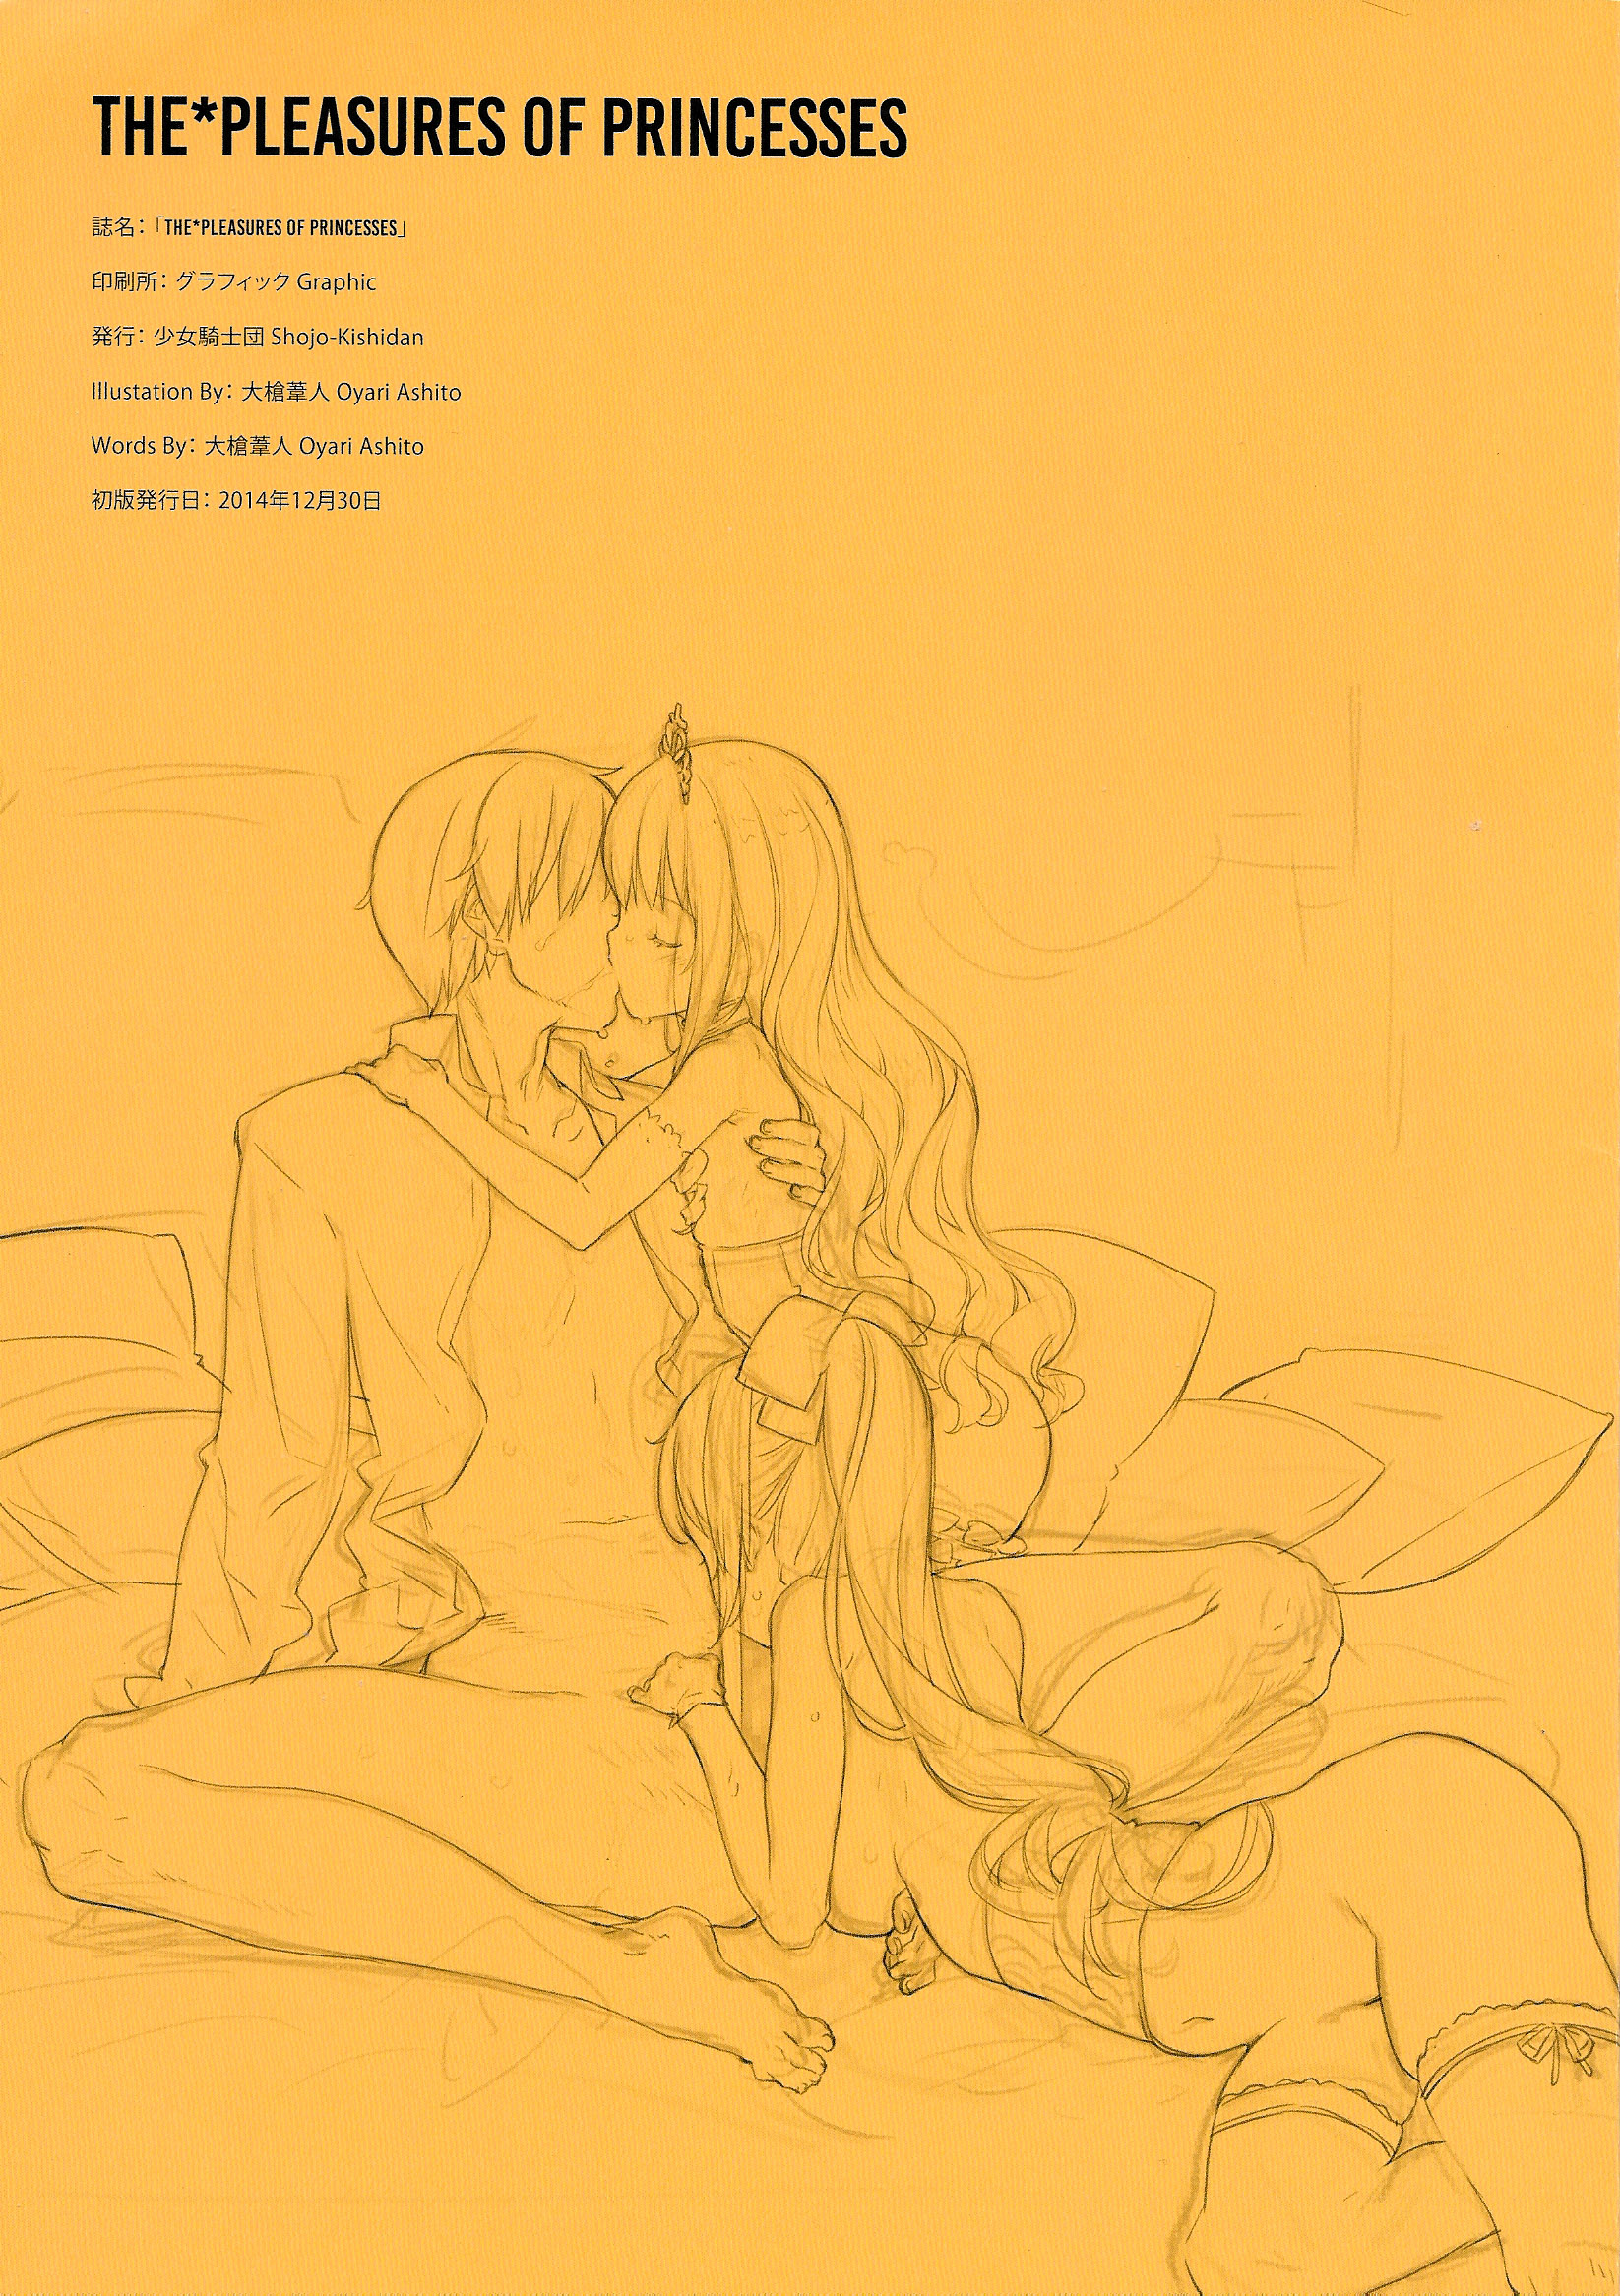 THE*PLEASURES OF PRINCESSES
誌名：「THE*PLEASURES OF PRINCESSES」
印刷所： グラフィック Graphic
発行： 少女騎士団 Shojo-Kishidan
Illustation By： 大槍葦人 Oyari Ashito
Words By： 大槍葦人 Oyari Ashito
初版発行日： 2014年12月30日